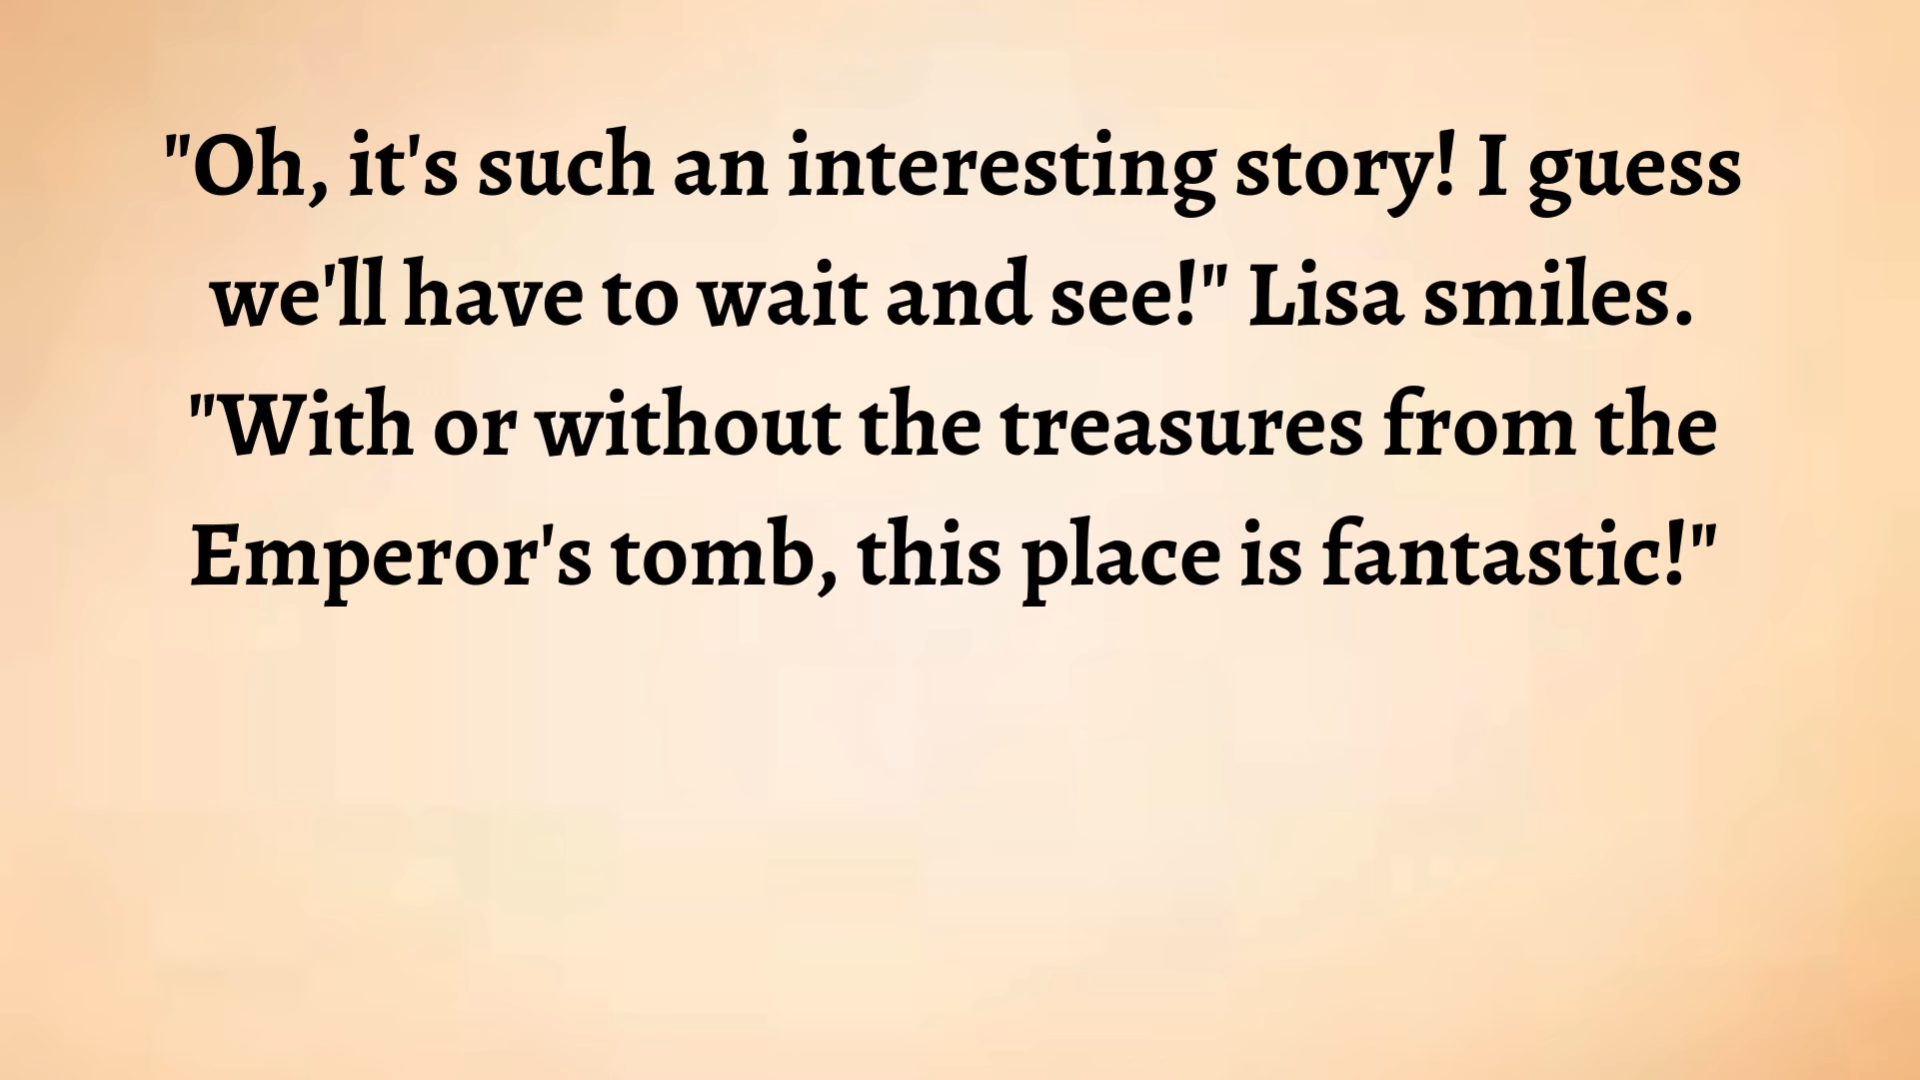 "Oh, it's such an interesting story! I guess
we'll have to wait and see!" Lisa smiles.
"With or without the treasures from the
Emperor's tomb, this place is fantastic!"